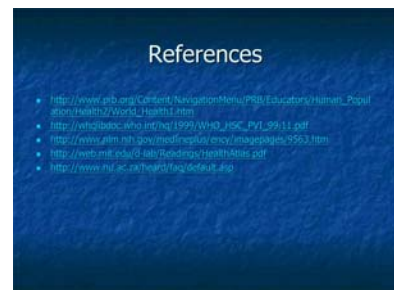 References
http://www.prb.org/Content/NavigationMenu/PRB/Educators/Human_Popul
ation/Health2/World_Health1.htm
http://whqlibdoc.who.int/hq/1999/WHO_HSC_PVI_99.11.pdf
http://www.nlm.nih.gov/medlineplus/ency/imagepages/9563.htm
http://web.mit.edu/d-lab/Readings/HealthAtlas.pdf
http://www.nu.ac.za/heard/faq/default.asp